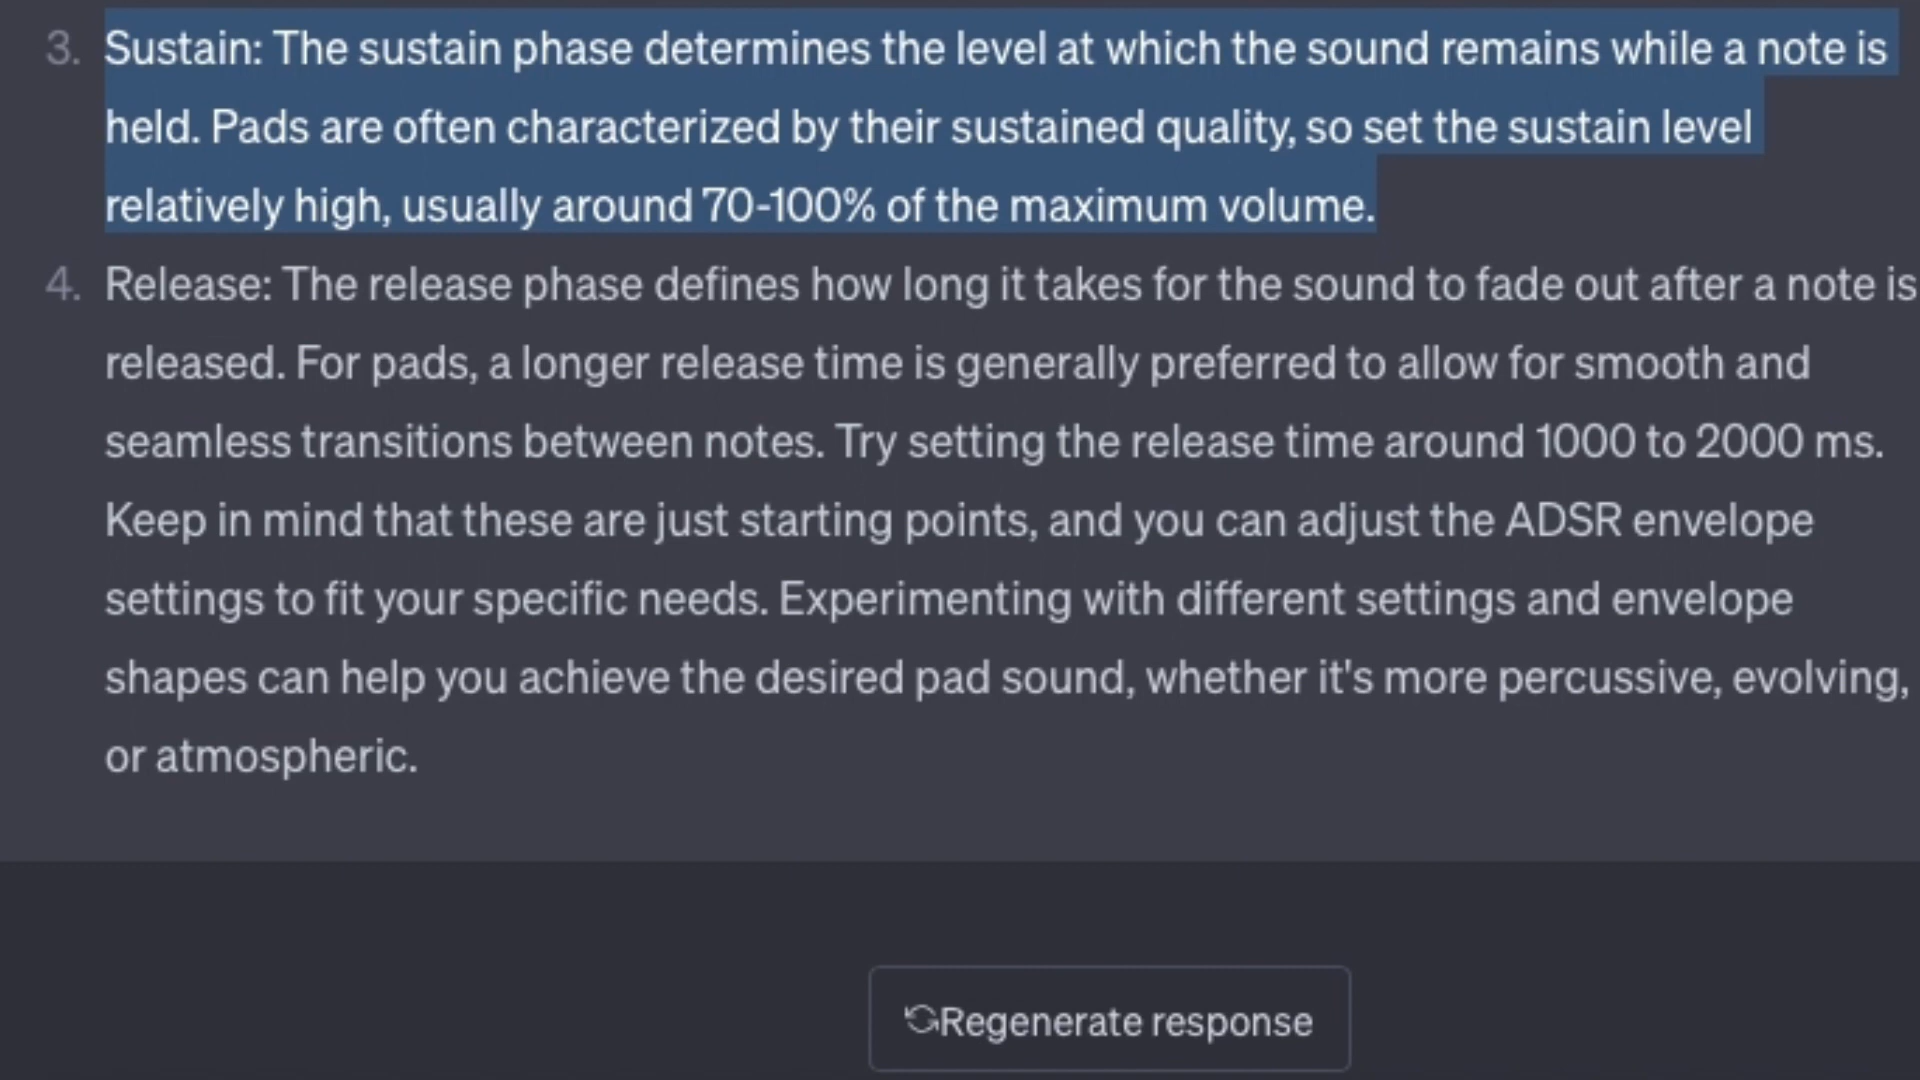 3. Sustain: The sustain phase determines the level at which the sound remains while a note is
held. Pads are often characterized by their sustained quality, so set the sustain level
relatively high, usually around 70-100% of the maximum volume.
4. Release: The release phase defines how long it takes for the sound to fade out after a note is
released. For pads, a longer release time is generally preferred to allow for smooth and
seamless transitions between notes. Try setting the release time around 1000 to 2000 ms.
Keep in mind that these are just starting points, and you can adjust the ADSR envelope
settings to fit your specific needs. Experimenting with different settings and envelope
shapes can help you achieve the desired pad sound, whether it's more percussive, evolving,
or atmospheric.
Regenerate response